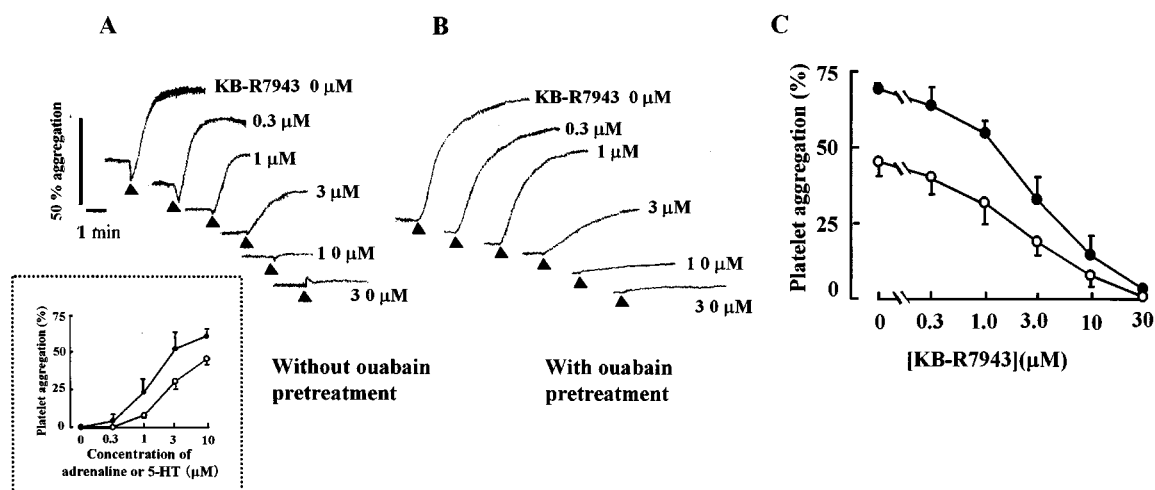 A
KB-R7943 0 μM
0.3 μM
1 μM
3 μM
1 0 μM
3 0 μM
50 % aggregation
1 min
Without ouabain
pretreatment
Platelet aggregation (%)
75
50
25
0
0 0.3 1 3 10
Concentration of
adrenaline or 5-HT (μM)
B
KB-R7943 0 μM
0.3 μM
1 μM
3 μM
1 0 μM
3 0 μM
With ouabain
pretreatment
C
Platelet aggregation (%)
75
50
25
0
0 0.3 1.0 3.0 10 30
[KB-R7943](μM)